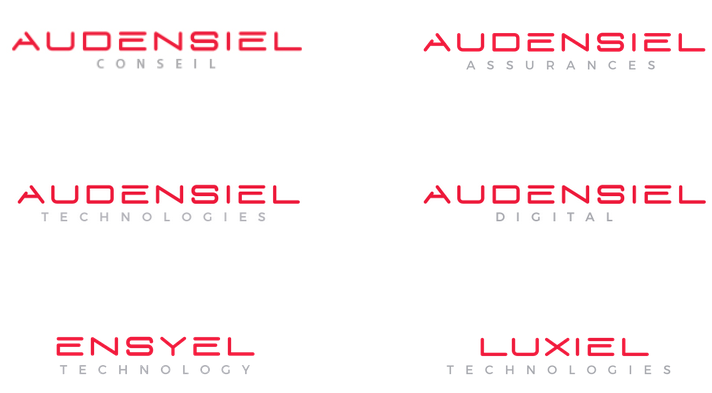 AUDENSIEL
CONSEIL
AUDENSIEL
ASSURANCES
AUDENSIEL
TECHNOLOGIES
AUDENSIEL
DIGITAL
ENSYEL
TECHNOLOGY
LUXIEL
TECHNOLOGIES